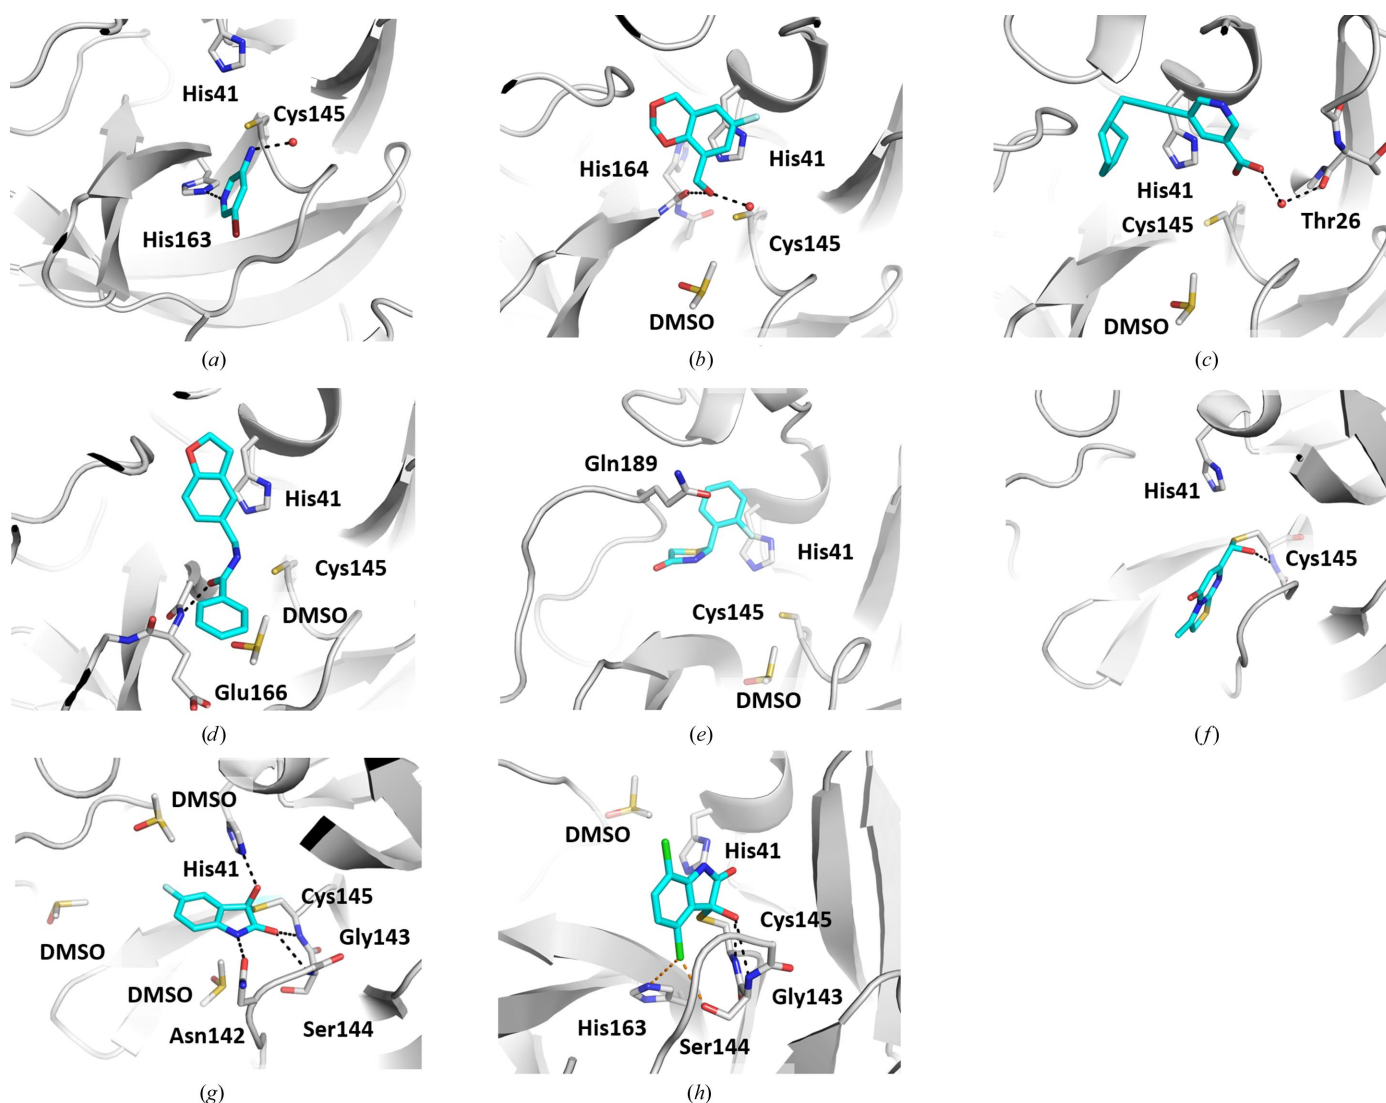 His41
Cys145
His163
(a)
His164
His41
Cys145
DMSO
(b)
His41
Cys145
Thr26
DMSO
(c)
His41
Cys145
DMSO
Glu166
(d)
Gln189
His41
Cys145
DMSO
(e)
His41
Cys145
(f)
DMSO
His41
Cys145
Gly143
DMSO
DMSO
Asn142
Ser144
(g)
DMSO
His41
Cys145
Gly143
His163
Ser144
(h)